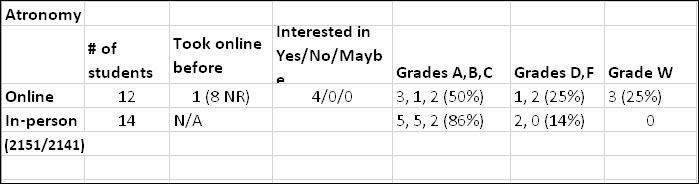 Atronomy
# of students Took online before Interested in Yes/No/Mayb e Grades A,B,C Grades D,F Grade W
Online 12 1 (8 NR) 4/0/0 3, 1, 2 (50%) 1, 2 (25%) 3 (25%)
In-person 14 N/A 5, 5, 2 (86%) 2, 0 (14%) 0
(2151/2141)